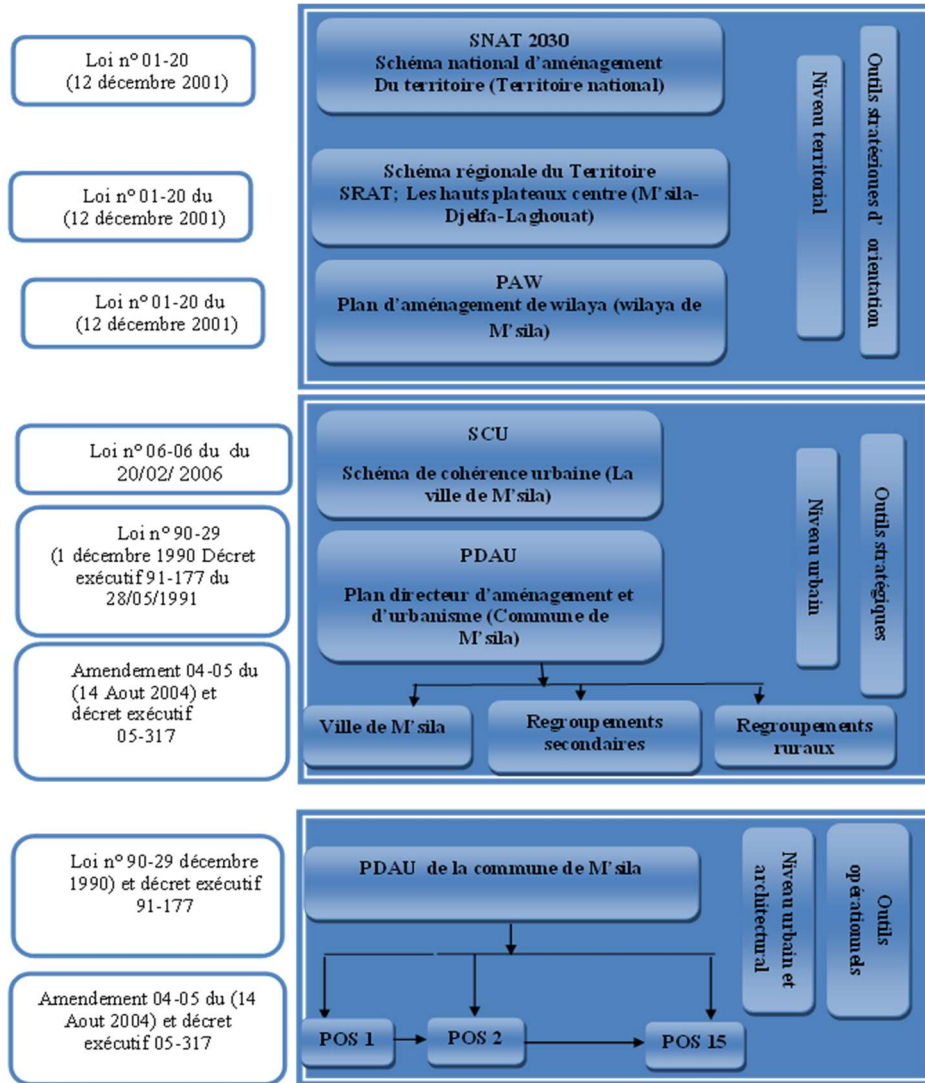 Loi n° 01-20
(12 décembre 2001)
SNAT 2030
Schéma national d'aménagement
Du territoire (Territoire national)
Loi n° 01-20 du
(12 décembre 2001)
Schéma régionale du Territoire
SRAT; Les hauts plateaux centre (M'sila-
Djelfa-Laghouat)
Loi n° 01-20 du
(12 décembre 2001)
PAW
Plan d'aménagement de wilaya (wilaya de
M'sila)
Niveau territorial
Outils stratégiques d' orientation
Loi n° 06-06 du du
20/02/ 2006
SCU
Schéma de cohérence urbaine (La
ville de M'sila)
Loi n° 90-29
(1 décembre 1990 Décret
exécutif 91-177 du
28/05/1991
PDAU
Plan directeur d'aménagement et
d'urbanisme (Commune de
M'sila)
Amendement 04-05 du
(14 Aout 2004) et
décret exécutif
05-317
Ville de M'sila
Regroupements
secondaires
Regroupements
ruraux
Niveau urbain
Outils stratégiques
Loi n° 90-29 décembre
1990) et décret exécutif
91-177
PDAU de la commune de M'sila
Amendement 04-05 du (14
Aout 2004) et décret
exécutif 05-317
POS 1
POS 2
POS 15
Niveau urbain et
architectural
Outils
opérationnels